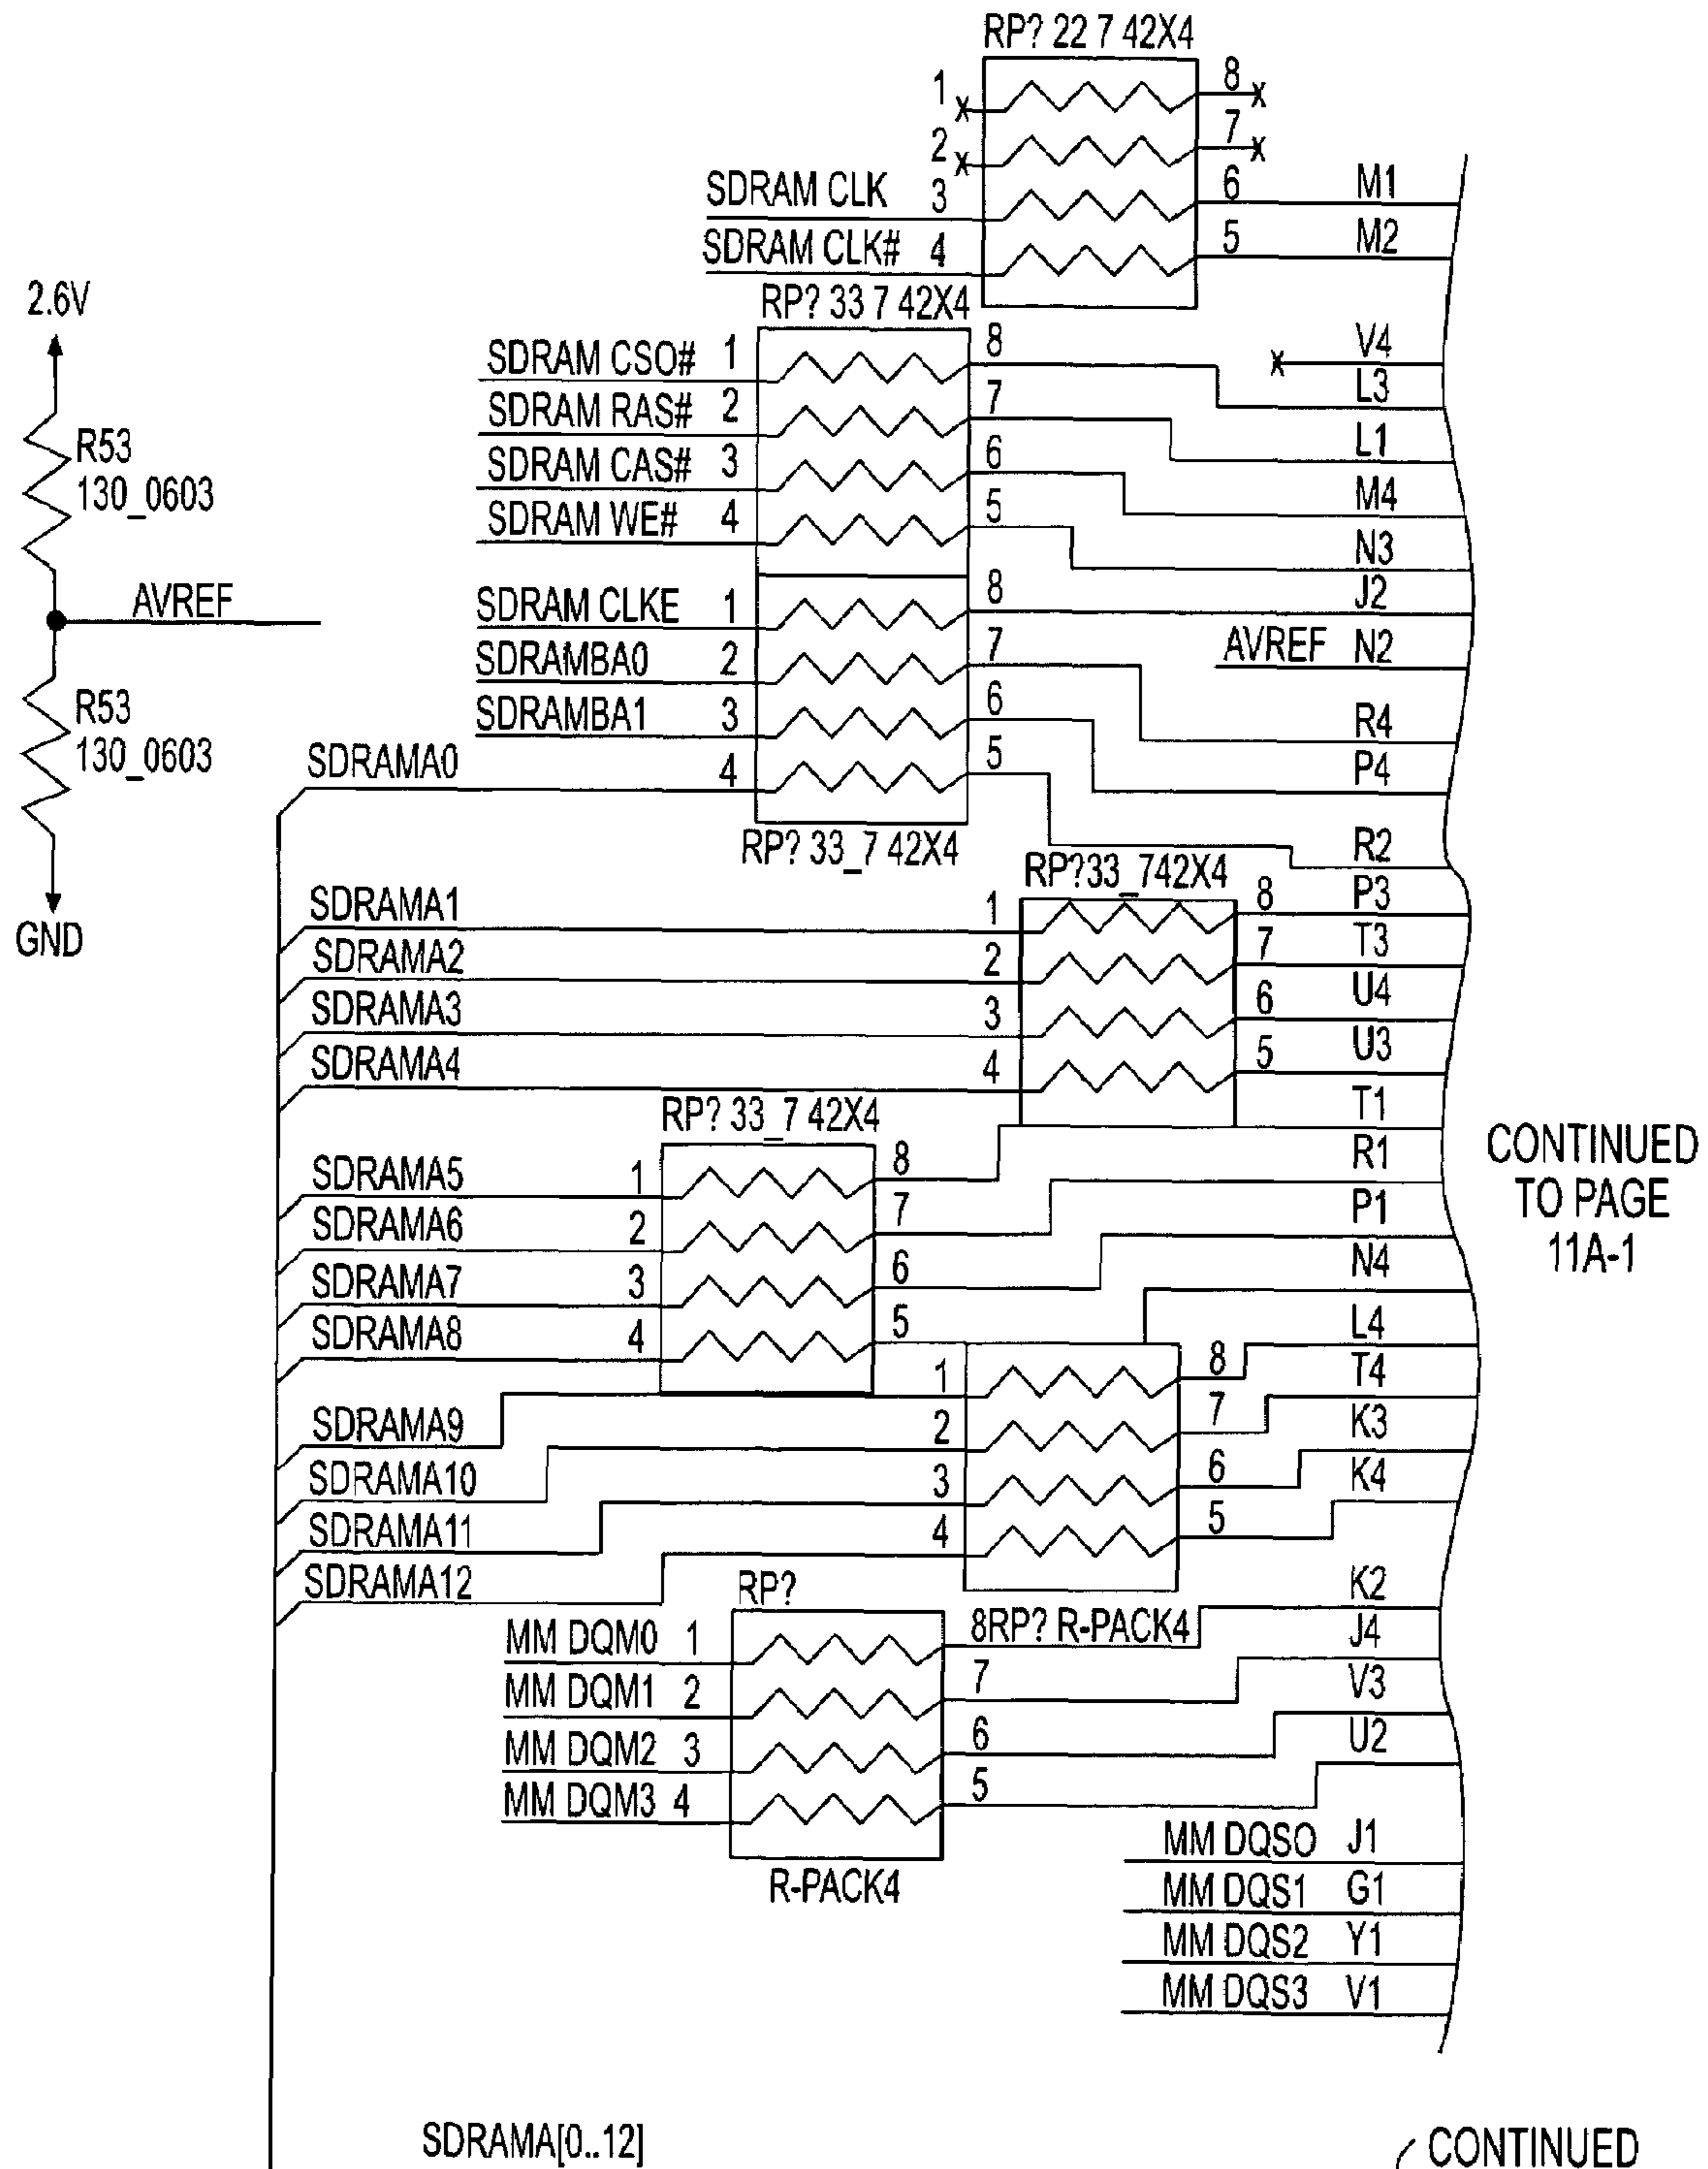 RP? 22 7 42X4
1 8
2 7
SDRAM CLK 3 6 M1
SDRAM CLK# 4 5 M2
2.6V
R53
130_0603
AVREF
R53
130_0603
GND
RP? 33 7 42X4
V4
SDRAM CSO# 1 8 L3
SDRAM RAS# 2 7 L1
SDRAM CAS# 3 6 M4
SDRAM WE# 4 5 N3
SDRAM CLKE 1 8 J2
AVREF N2
SDRAMBA0 2 7 R4
SDRAMBA1 3 6 P4
SDRAMA0 4 5 R2
RP? 33_7 42X4
RP?33_742X4
SDRAMA1 1 8 P3
SDRAMA2 2 7 T3
SDRAMA3 3 6 U4
SDRAMA4 4 5 U3
RP? 33_7 42X4
SDRAMA5 1 8 T1
SDRAMA6 2 7 R1
SDRAMA7 3 6 P1
SDRAMA8 4 5 N4
CONTINUED
TO PAGE
11A-1
SDRAMA9 1 8 L4
SDRAMA10 2 7 T4
SDRAMA11 3 6 K3
SDRAMA12 4 5 K4
RP?
MM DQM0 1 8RP? R-PACK4 K2
MM DQM1 2 7 J4
MM DQM2 3 6 V3
MM DQM3 4 5 U2
R-PACK4
MM DQSO J1
MM DQS1 G1
MM DQS2 Y1
MM DQS3 V1
SDRAMA[0..12]
CONTINUED